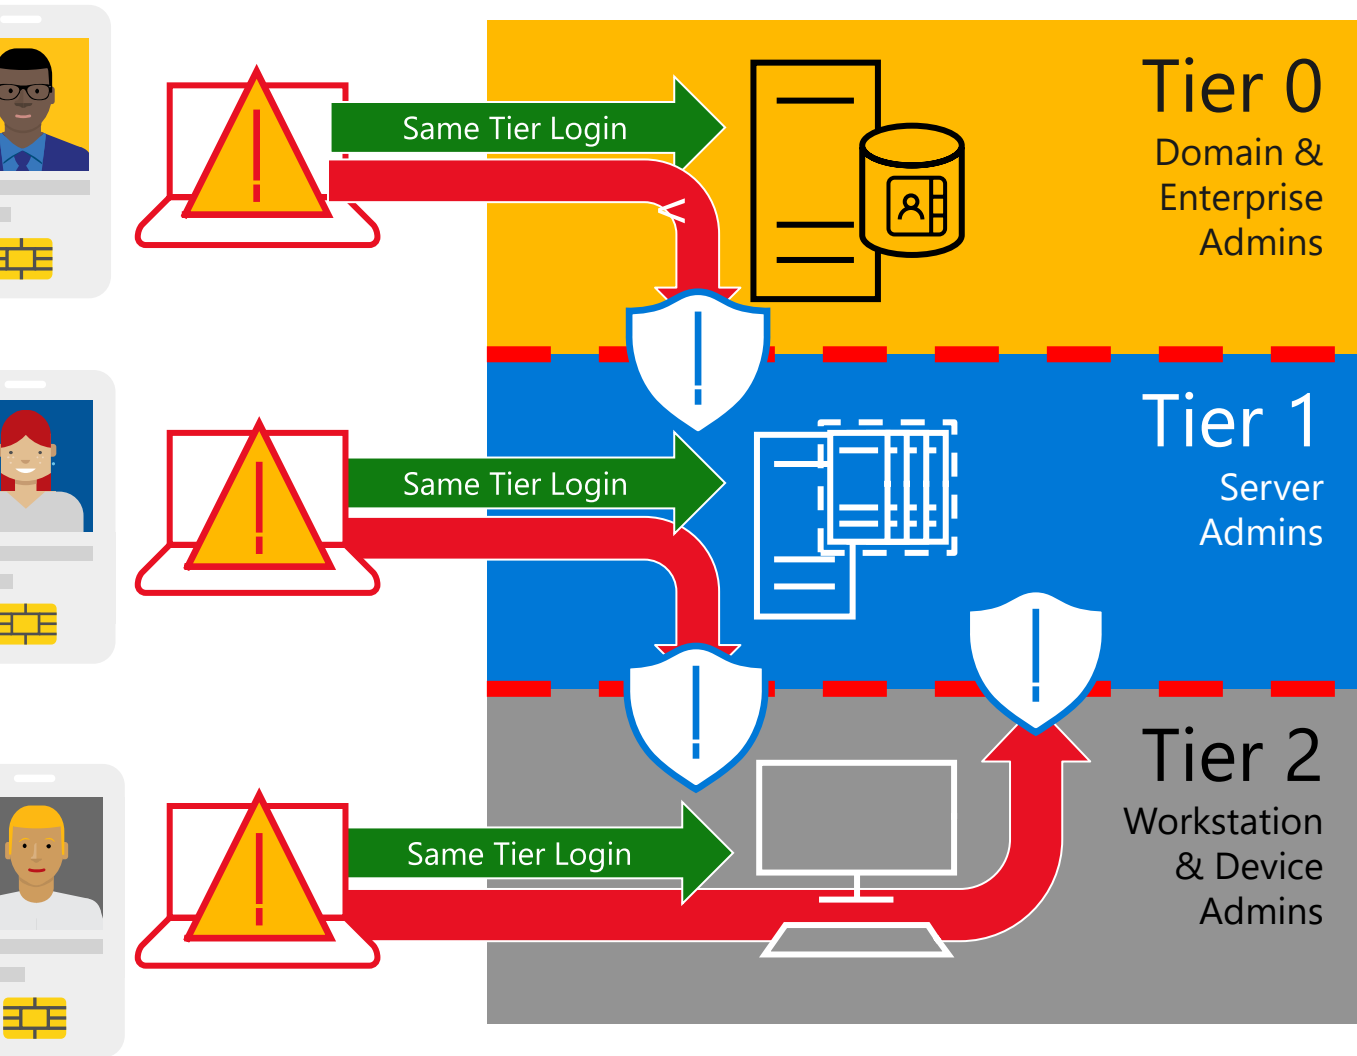 Same Tier Login
Tier 0
Domain &
Enterprise
Admins
Same Tier Login
Tier 1
Server
Admins
Same Tier Login
Tier 2
Workstation
& Device
Admins